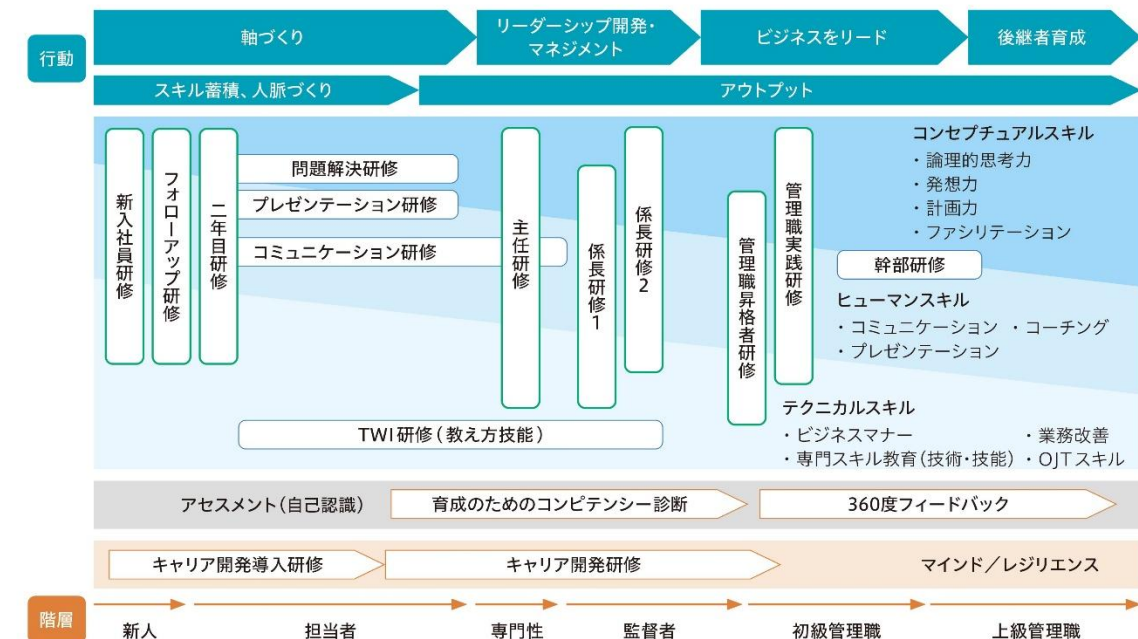 行動
軸づくり
リーダーシップ開発・
マネジメント
ビジネスをリード
後継者育成
スキル蓄積、人脈づくり
アウトプット
新入社員研修
フォローアップ研修
二年目研修
問題解決研修
プレゼンテーション研修
コミュニケーション研修
TWI研修(教え方技能)
主任研修
係長研修1
係長研修2
管理職昇格者研修
管理職実践研修
コンセプチュアルスキル
・論理的思考力
・発想力
・計画力
・ファシリテーション
幹部研修
ヒューマンスキル
・コミュニケーション ・コーチング
・プレゼンテーション
テクニカルスキル
・ビジネスマナー ・業務改善
・専門スキル教育(技術・技能) ・OJTスキル
アセスメント(自己認識)
育成のためのコンピテンシー診断
360度フィードバック
キャリア開発導入研修
キャリア開発研修
マインド/レジリエンス
階層
新人
担当者
専門性
監督者
初級管理職
上級管理職